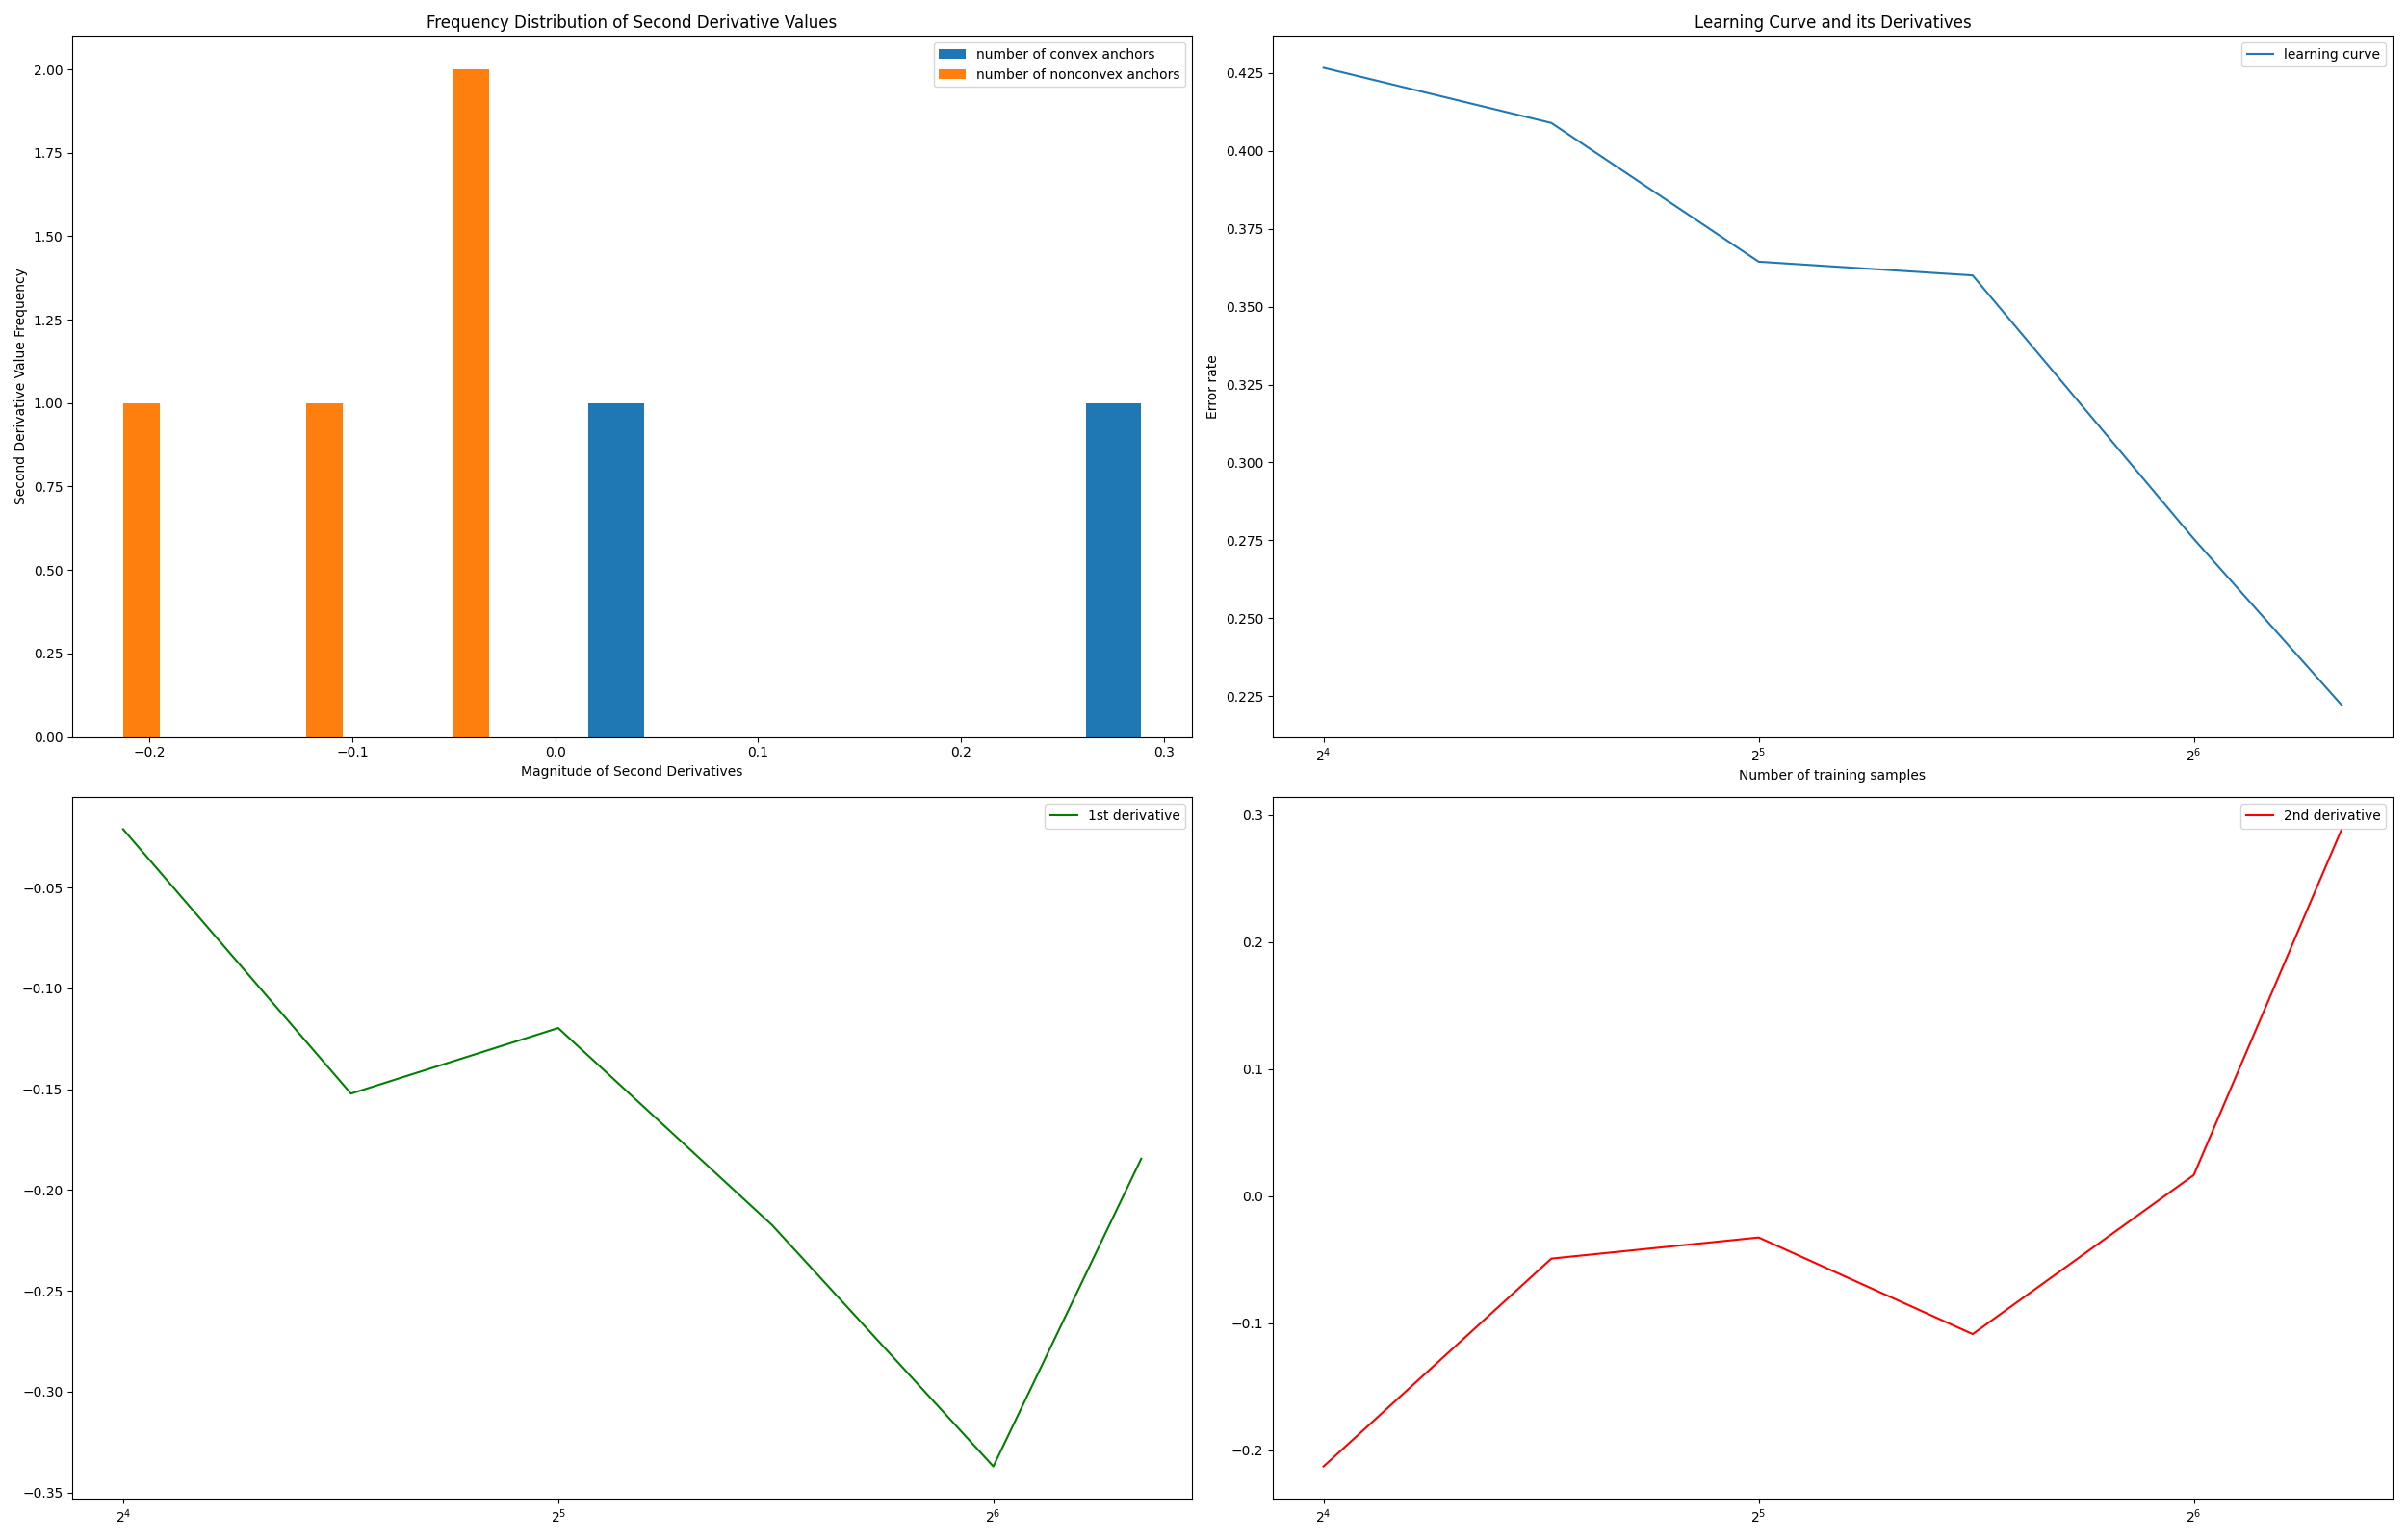 Frequency Distribution of Second Derivative Values
number of convex anchors
number of nonconvex anchors
Second Derivative Value Frequency
2.00
1.75
1.50
1.25
1.00
0.75
0.50
0.25
0.00
−0.2 −0.1 0.0 0.1 0.2 0.3
Magnitude of Second Derivatives
Learning Curve and its Derivatives
learning curve
Error rate
0.425
0.400
0.375
0.350
0.325
0.300
0.275
0.250
0.225
2⁴ 2⁵ 2⁶
Number of training samples
1st derivative
−0.05
−0.10
−0.15
−0.20
−0.25
−0.30
−0.35
2⁴ 2⁵ 2⁶
2nd derivative
0.3
0.2
0.1
0.0
−0.1
−0.2
2⁴ 2⁵ 2⁶